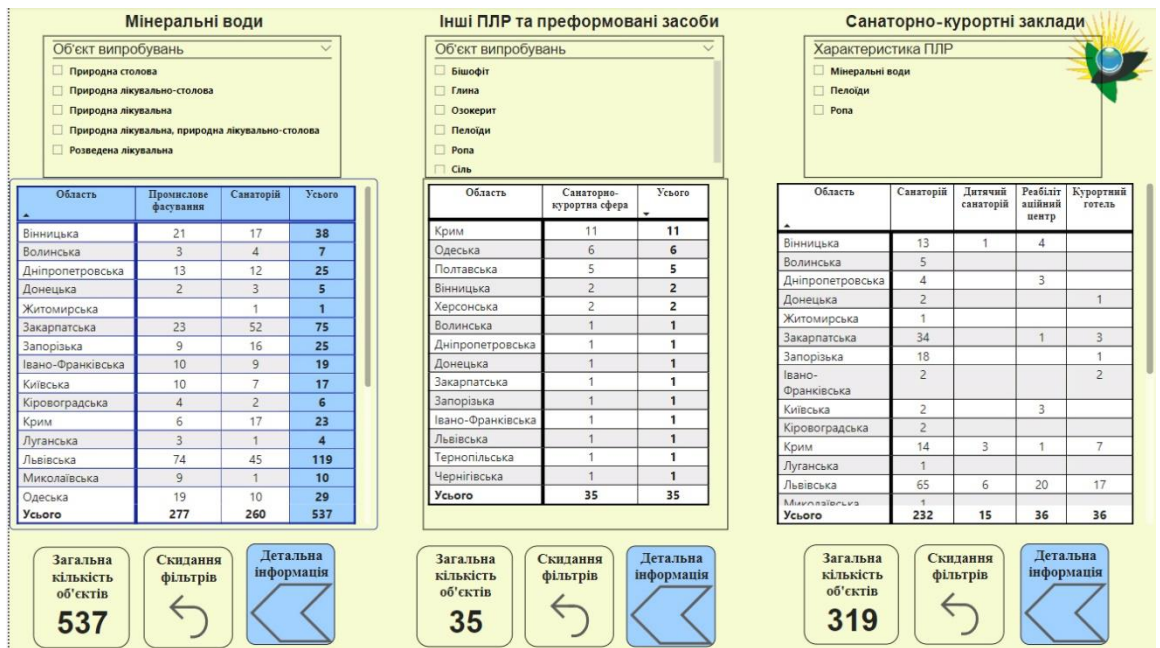 Мінеральні води
Об'єкт випробувань
Природна столова
Природна лікувально-столова
Природна лікувальна
Природна лікувальна, природна лікувально-столова
Розведена лікувальна
Область Промислове фасування Санаторій Усього
Вінницька 21 17 38
Волинська 3 4 7
Дніпропетровська 13 12 25
Донецька 2 3 5
Житомирська 1 1
Закарпатська 23 52 75
Запорізька 9 16 25
Івано-Франківська 10 9 19
Київська 10 7 17
Кіровоградська 4 2 6
Крим 6 17 23
Луганська 3 1 4
Львівська 74 45 119
Миколаївська 9 1 10
Одеська 19 10 29
Усього 277 260 537
Загальна кількість об'єктів
537
Скидання фільтрів
Детальна інформація
Інші ПЛР та преформовані засоби
Об'єкт випробувань
Бішофіт
Глина
Озокерит
Пелоїди
Ропа
Сіль
Область Санаторно-курортна сфера Усього
Крим 11 11
Одеська 6 6
Полтавська 5 5
Вінницька 2 2
Херсонська 2 2
Волинська 1 1
Дніпропетровська 1 1
Донецька 1 1
Закарпатська 1 1
Запорізька 1 1
Івано-Франківська 1 1
Львівська 1 1
Тернопільська 1 1
Чернігівська 1 1
Усього 35 35
Загальна кількість об'єктів
35
Скидання фільтрів
Детальна інформація
Санаторно-курортні заклади
Характеристика ПЛР
Мінеральні води
Пелоїди
Ропа
Область Санаторій Дитячий санаторій Реабілітаційний центр Курортний готель
Вінницька 13 1 4
Волинська 5
Дніпропетровська 4 3
Донецька 2 1
Житомирська 1
Закарпатська 34 1 3
Запорізька 18 1
Івано-Франківська 2 2
Київська 2 3
Кіровоградська 2
Крим 14 3 1 7
Луганська 1
Львівська 65 6 20 17
Миколаївська 1
Усього 232 15 36 36
Загальна кількість об'єктів
319
Скидання фільтрів
Детальна інформація